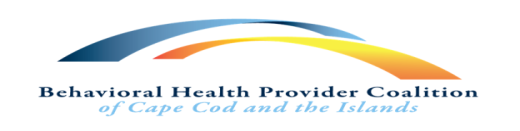 Behavioral Health Provider Coalition
of Cape Cod and the Islands